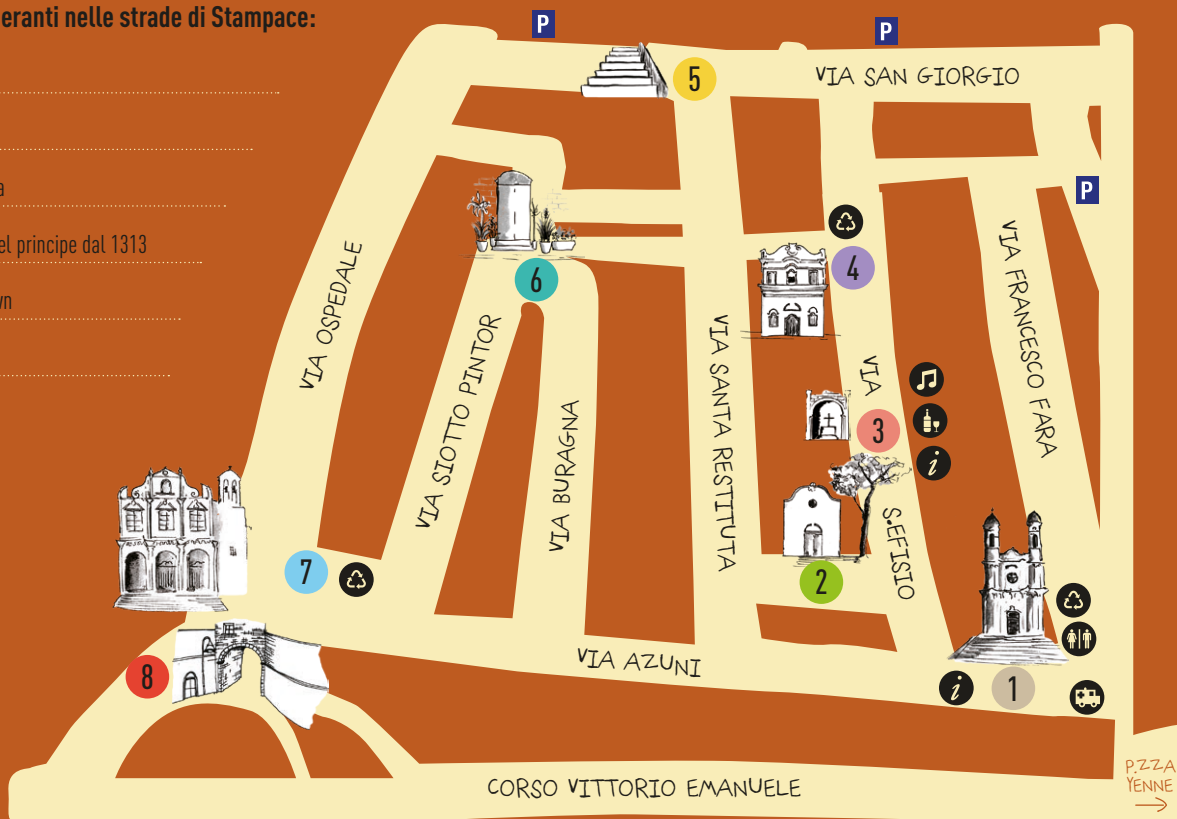 eranti nelle strade di Stampace:
a
el principe dal 1313
wn
P
P
5
VIA SAN GIORGIO
P
4
6
VIA OSPEDALE
VIA SIOTTO PINTOR
VIA BURAGNA
VIA SANTA RESTITUTA
VIA
S.EFISIO
VIA FRANCESCO FARA
3
i
7
2
VIA AZUNI
8
i
1
CORSO VITTORIO EMANUELE
P.ZZA
YENNE